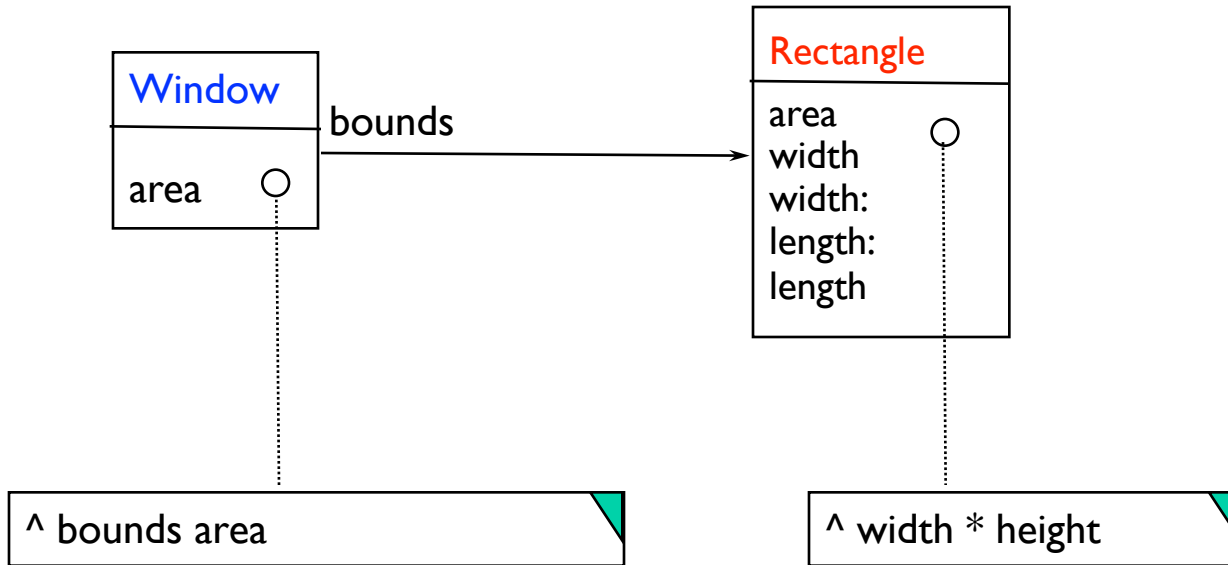 Window
area
bounds
Rectangle
area
width
width:
length:
length
^ bounds area
^ width * height